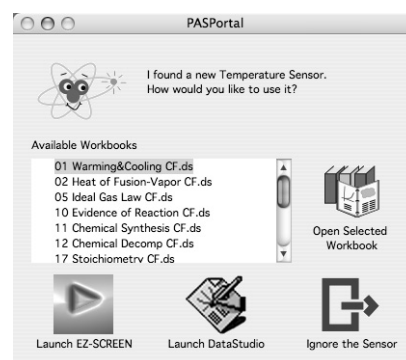 PASPortal
I found a new Temperature Sensor.
How would you like to use it?
Available Workbooks
01 Warming&Cooling CF.ds
02 Heat of Fusion-Vapor CF.ds
05 Ideal Gas Law CF.ds
10 Evidence of Reaction CF.ds
11 Chemical Synthesis CF.ds
12 Chemical Decomp CF.ds
17 Stoichiometry CF.ds
Open Selected
Workbook
Launch EZ-SCREEN
Launch DataStudio
Ignore the Sensor